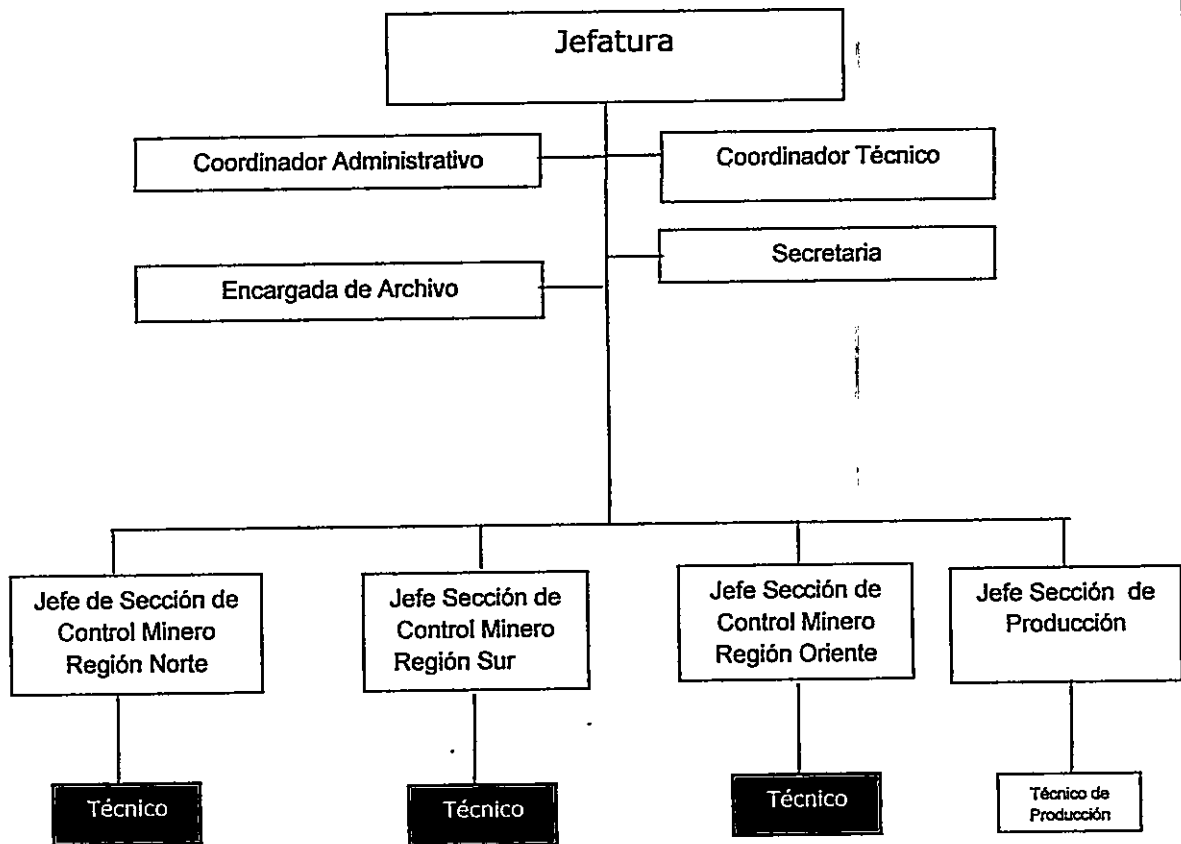 Jefatura
Coordinador Administrativo
Coordinador Técnico
Secretaria
Encargada de Archivo
Jefe de Sección de
Control Minero
Región Norte
Jefe Sección de
Control Minero
Región Sur
Jefe Sección de
Control Minero
Región Oriente
Jefe Sección de
Producción
Técnico
Técnico
Técnico
Técnico de
Producción